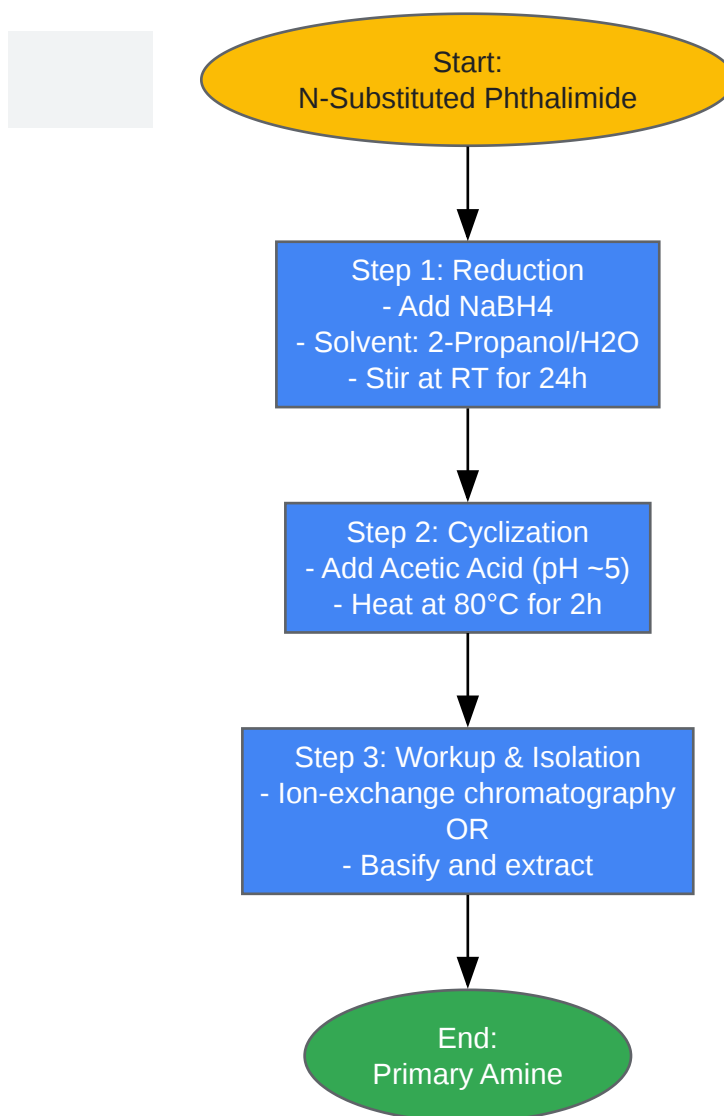 Start:
N-Substituted Phthalimide
Step 1: Reduction
- Add NaBH4
- Solvent: 2-Propanol/H2O
- Stir at RT for 24h
Step 2: Cyclization
- Add Acetic Acid (pH ~5)
- Heat at 80°C for 2h
Step 3: Workup & Isolation
- Ion-exchange chromatography
OR
- Basify and extract
End:
Primary Amine